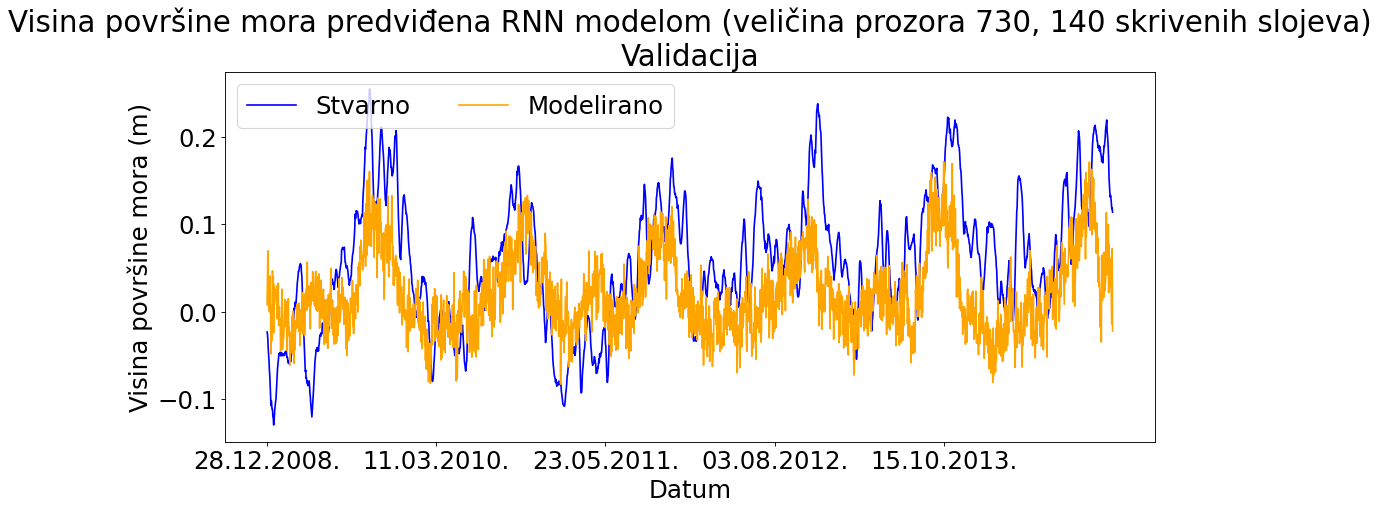 Visina površine mora predviđena RNN modelom (veličina prozora 730, 140 skrivenih slojeva)
Validacija
Stvarno
Modelirano
Visina površine mora (m)
0.2
0.1
0.0
−0.1
28.12.2008.
11.03.2010.
23.05.2011.
03.08.2012.
15.10.2013.
Datum